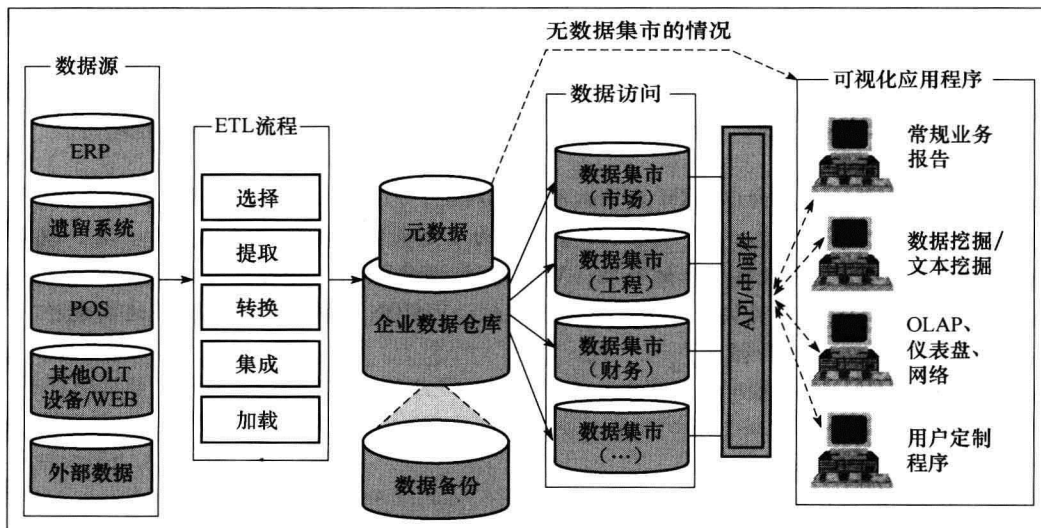 无数据集市的情况
数据源
ERP
遗留系统
POS
其他OLT
设备/WEB
外部数据
ETL流程
选择
提取
转换
集成
加载
元数据
企业数据仓库
数据备份
数据访问
数据集市
（市场）
数据集市
（工程）
数据集市
（财务）
数据集市
（…）
API/中间件
可视化应用程序
常规业务
报告
数据挖掘/
文本挖掘
OLAP、
仪表盘、
网络
用户定制
程序